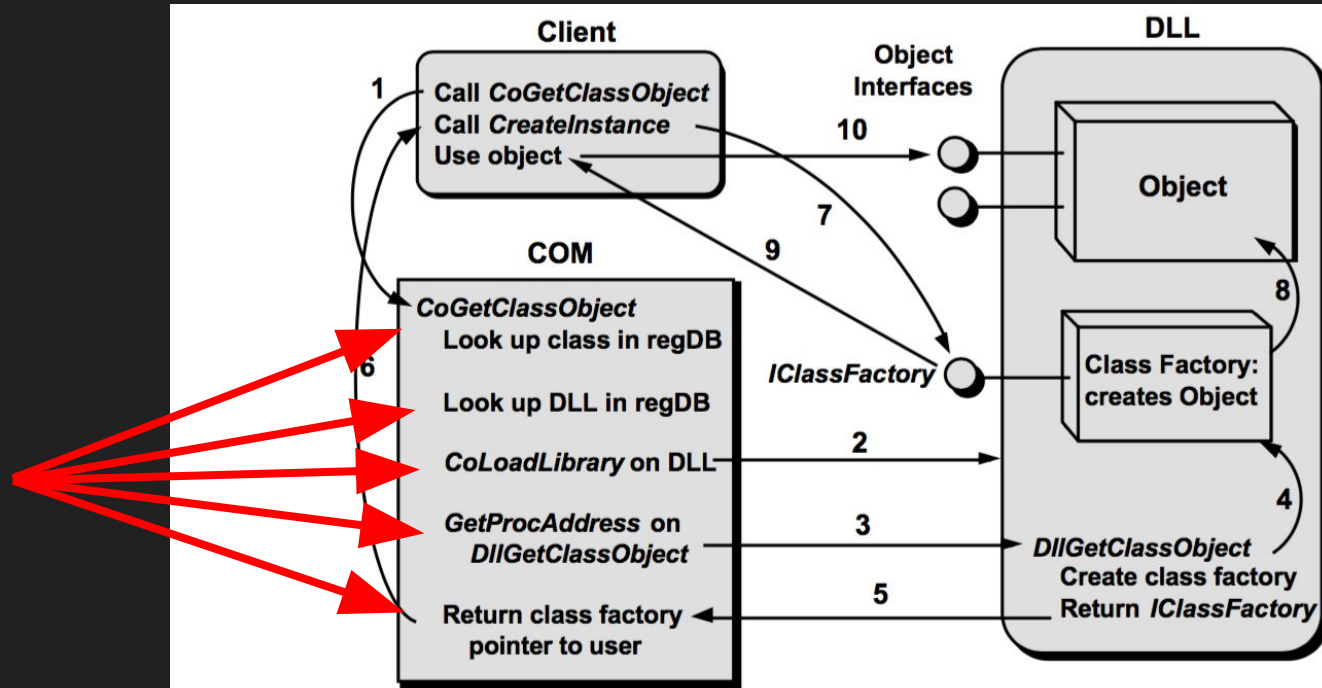 Client
1
Call CoGetClassObject
Call CreateInstance
Use object
Object
Interfaces
10
DLL
Object
7
9
8
COM
CoGetClassObject
Look up class in regDB
6
Look up DLL in regDB
CoLoadLibrary on DLL
2
GetProcAddress on
DllGetClassObject
3
Return class factory
pointer to user
5
IClassFactory
Class Factory:
creates Object
4
DllGetClassObject
Create class factory
Return IClassFactory